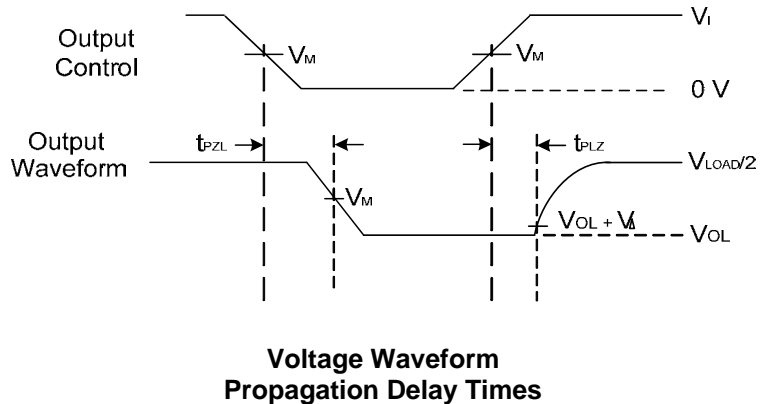 Output
Control
VM
VM
VI
0 V
Output
Waveform
tPZL
tPLZ
VLOAD/2
VM
VOL + VΔ
VOL
Voltage Waveform
Propagation Delay Times